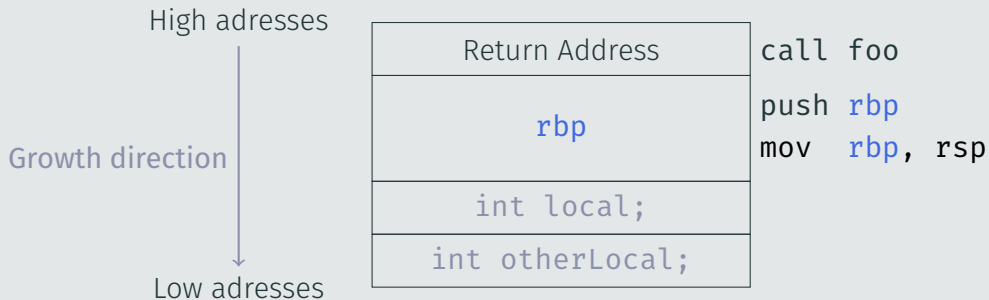 High adresses
Return Address
call foo
push rbp
rbp
mov rbp, rsp
Growth direction
int local;
int otherLocal;
Low adresses